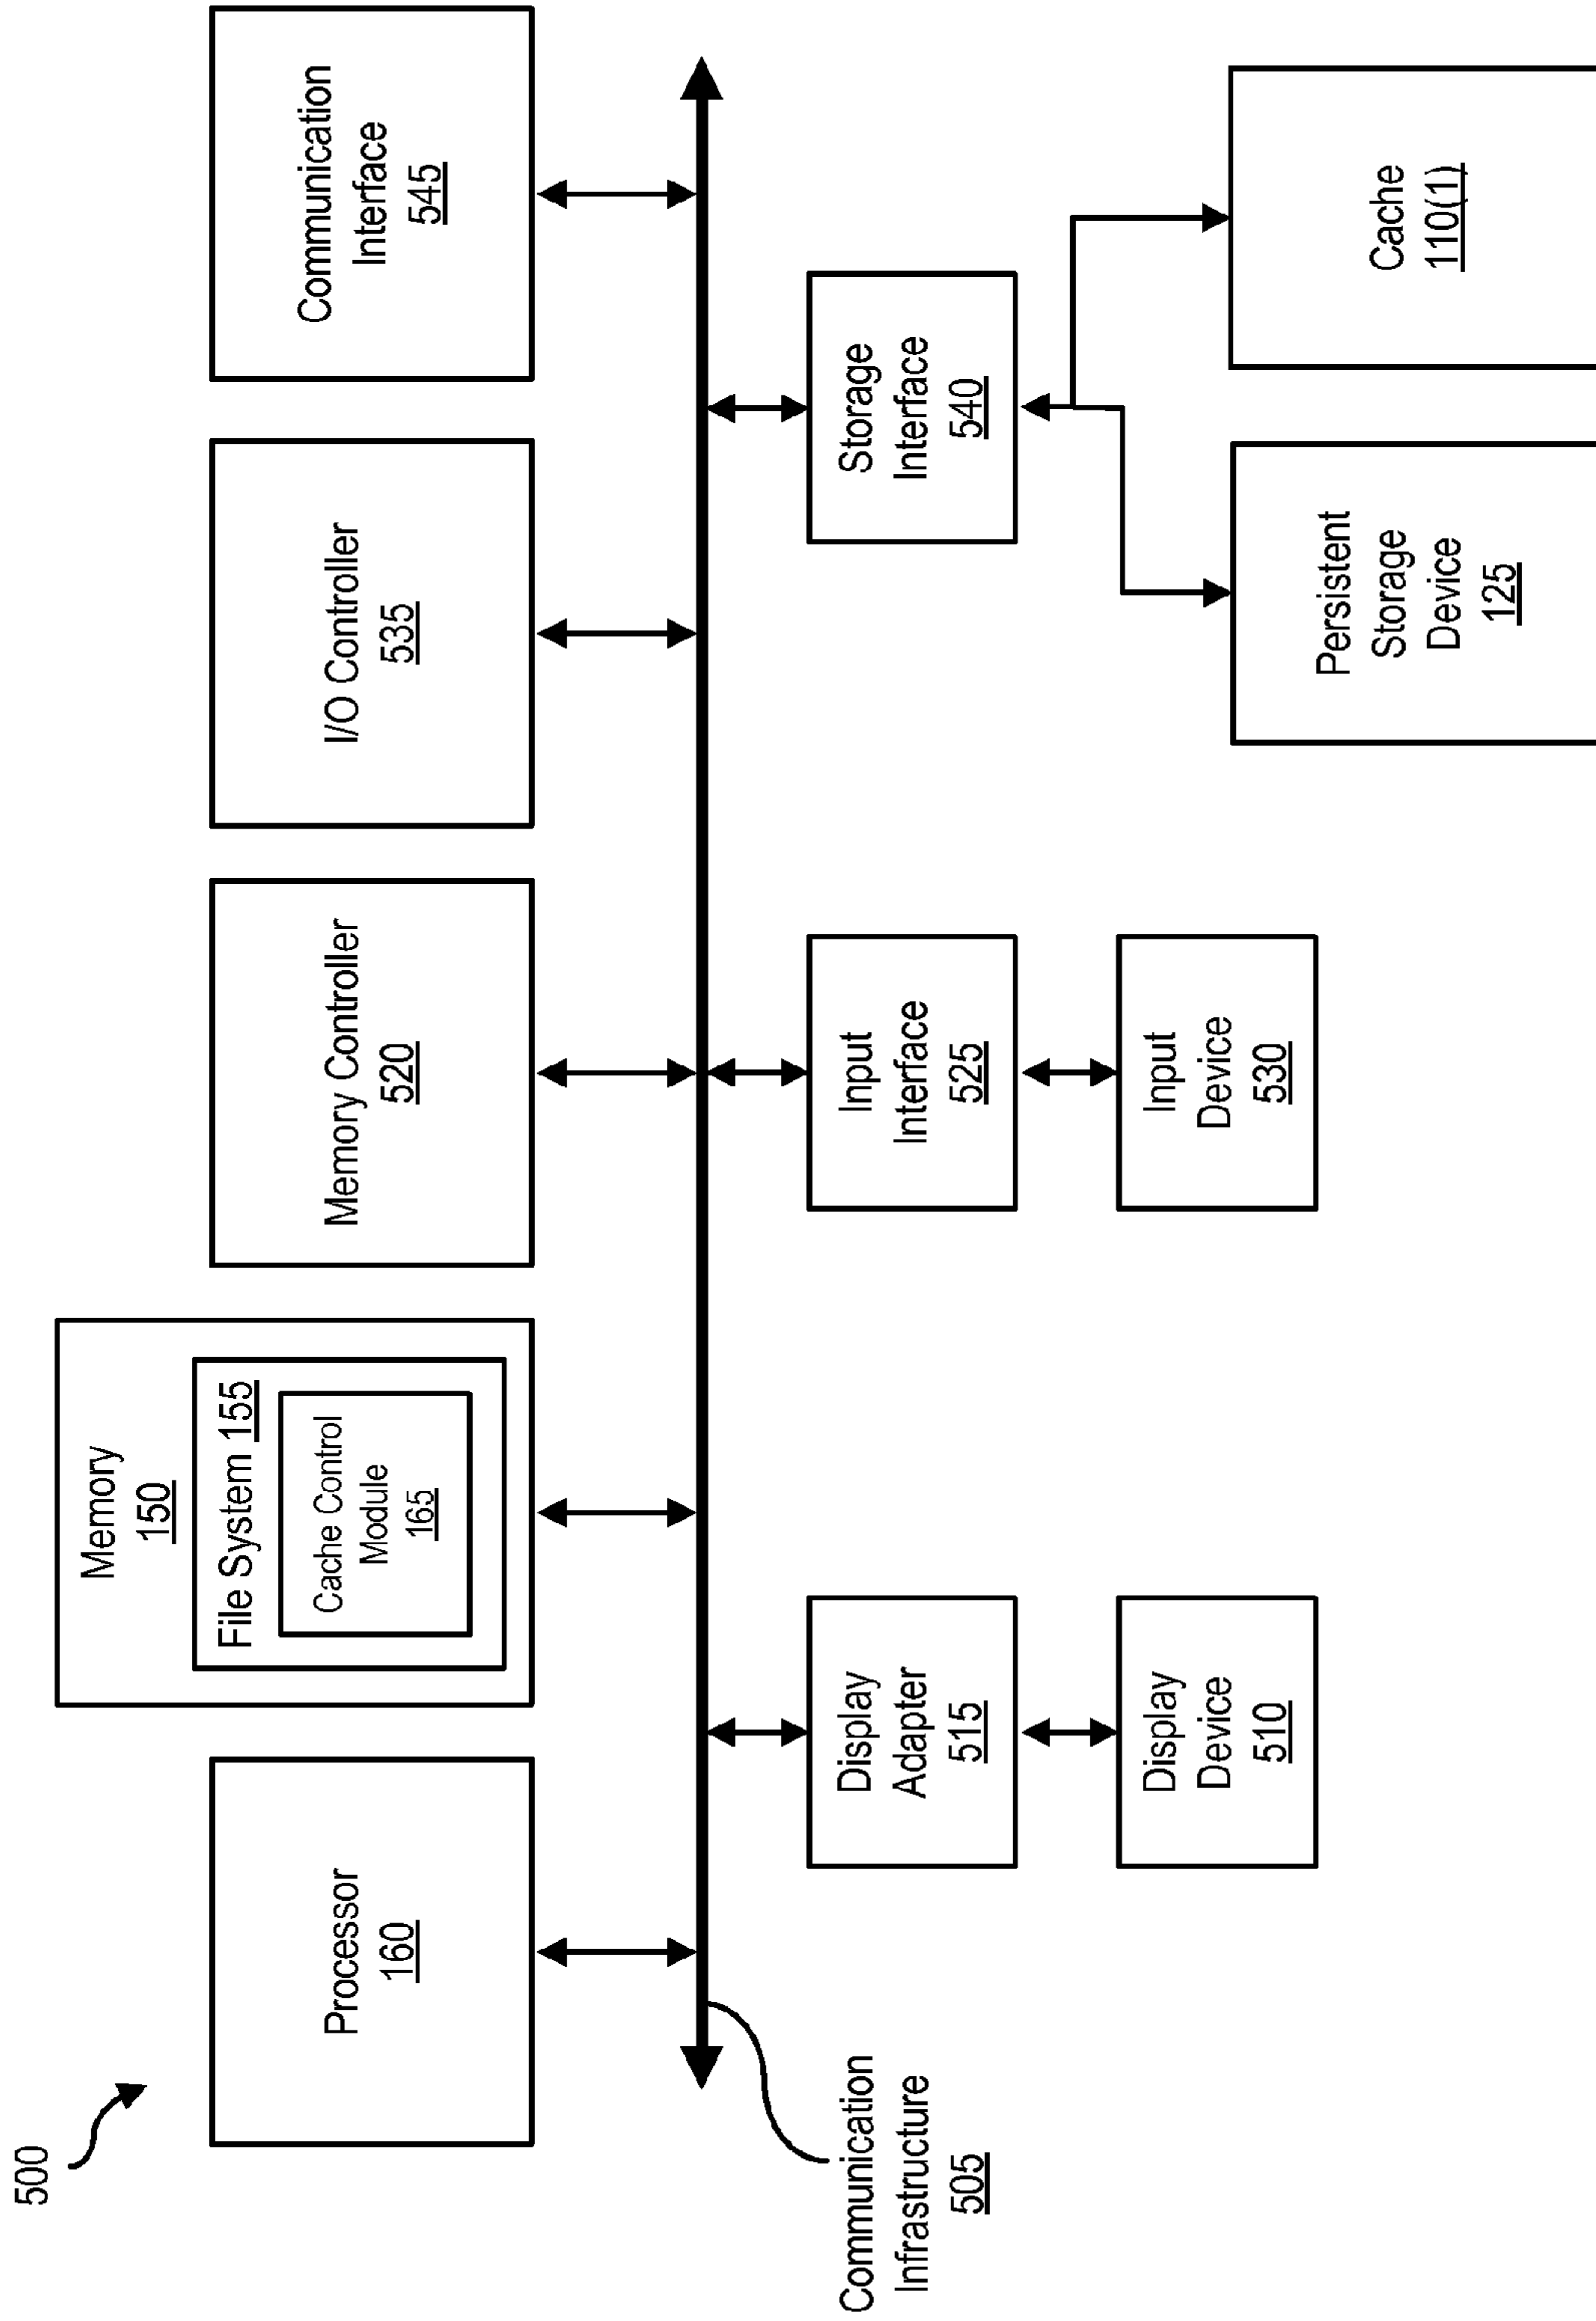 500
Processor
160
Memory
150
File System 155
Cache Control
Module
165
Memory Controller
520
I/O Controller
535
Communication
Interface
545
Communication
Infrastructure
505
Display
Adapter
515
Display
Device
510
Input
Interface
525
Input
Device
530
Storage
Interface
540
Persistent
Storage
Device
125
Cache
110(1)